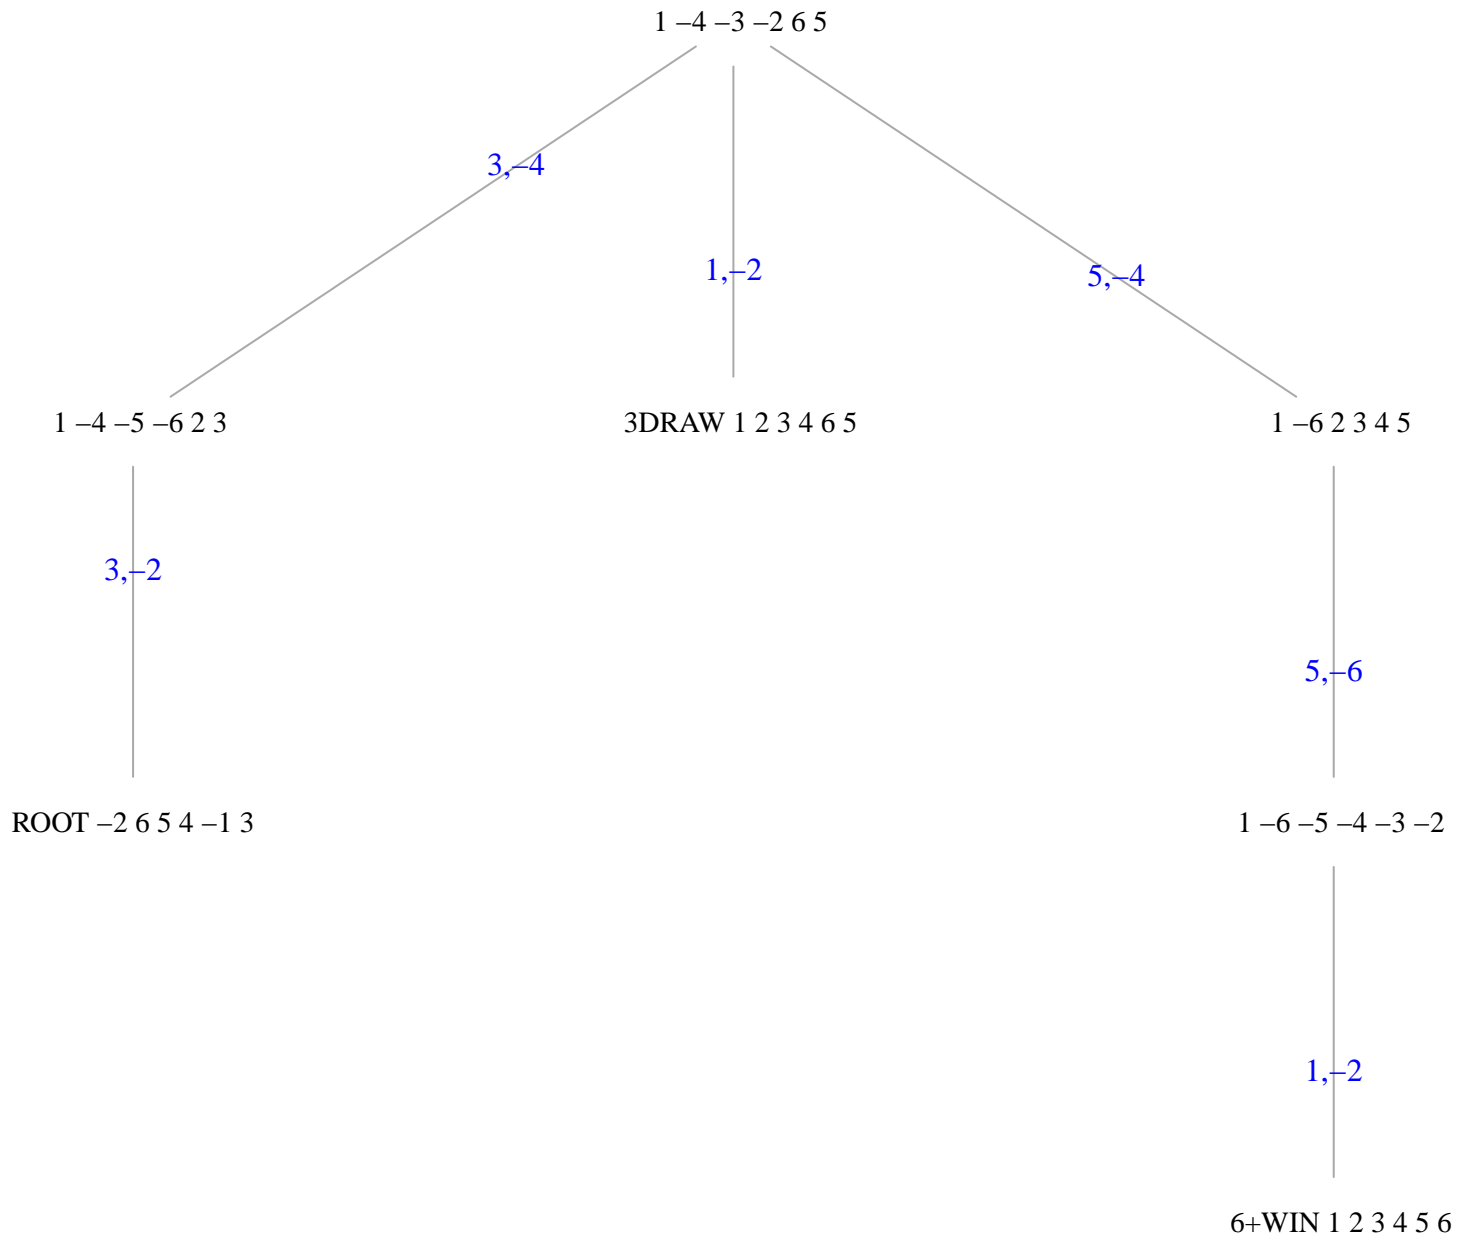 1 –4 –3 –2 6 5
3,–4
1,–2
5,–4
1 –4 –5 –6 2 3
3DRAW 1 2 3 4 6 5
1 –6 2 3 4 5
3,–2
5,–6
ROOT –2 6 5 4 –1 3
1 –6 –5 –4 –3 –2
1,–2
6+WIN 1 2 3 4 5 6